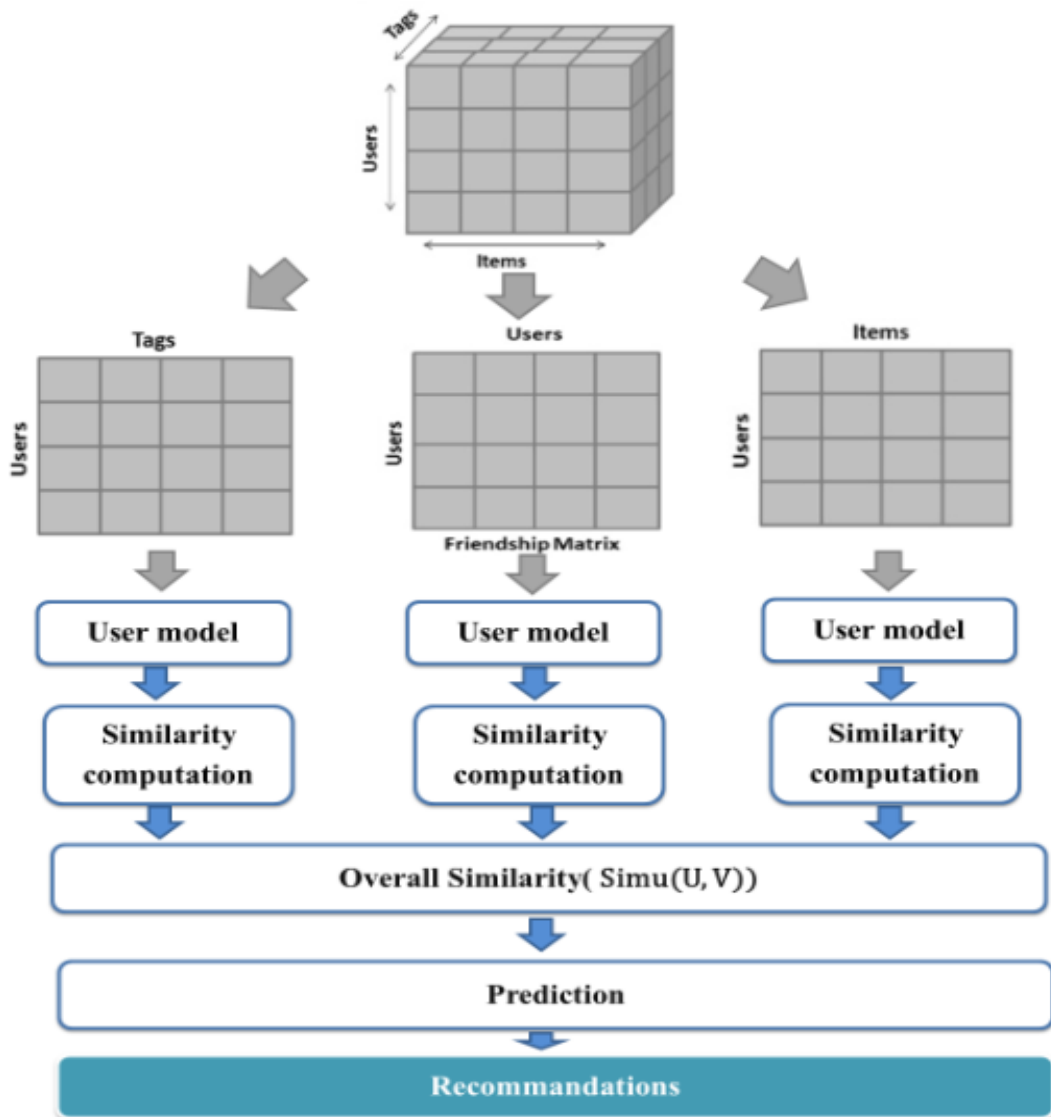 Tags
Users
Items
Tags
Users
Users
Users
Friendship Matrix
Items
Users
User model
User model
User model
Similarity
computation
Similarity
computation
Similarity
computation
Overall Similarity( Simu(U, V))
Prediction
Recommandations